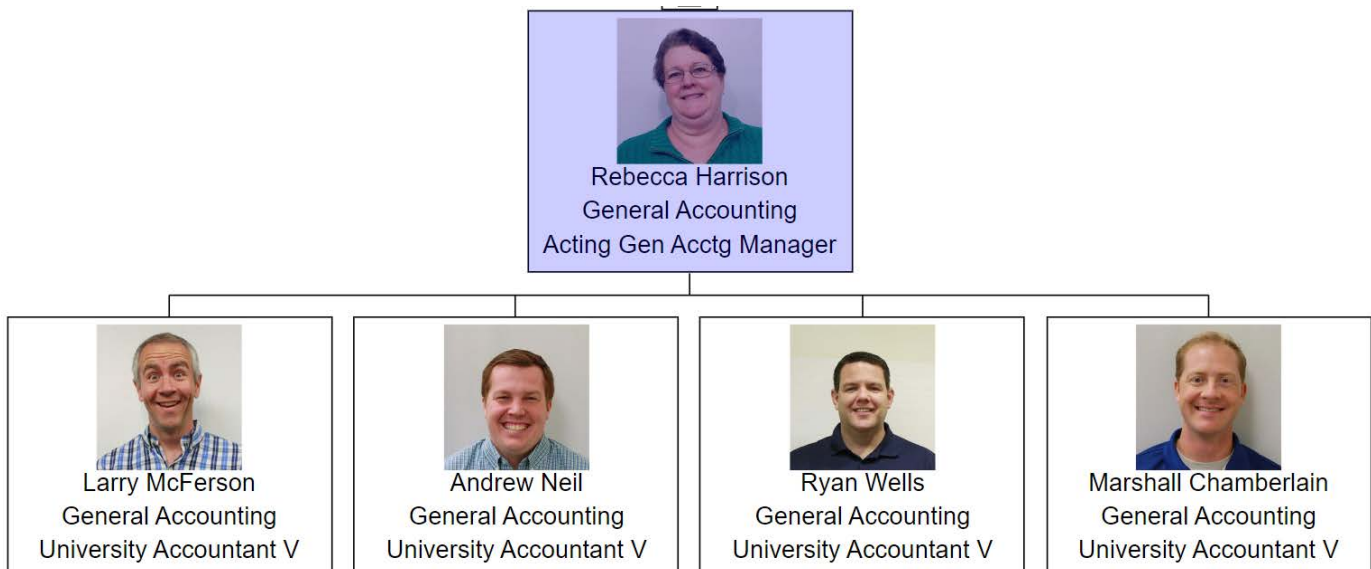 Rebecca Harrison
General Accounting
Acting Gen Acctg Manager
Larry McFerson
General Accounting
University Accountant V
Andrew Neil
General Accounting
University Accountant V
Ryan Wells
General Accounting
University Accountant V
Marshall Chamberlain
General Accounting
University Accountant V